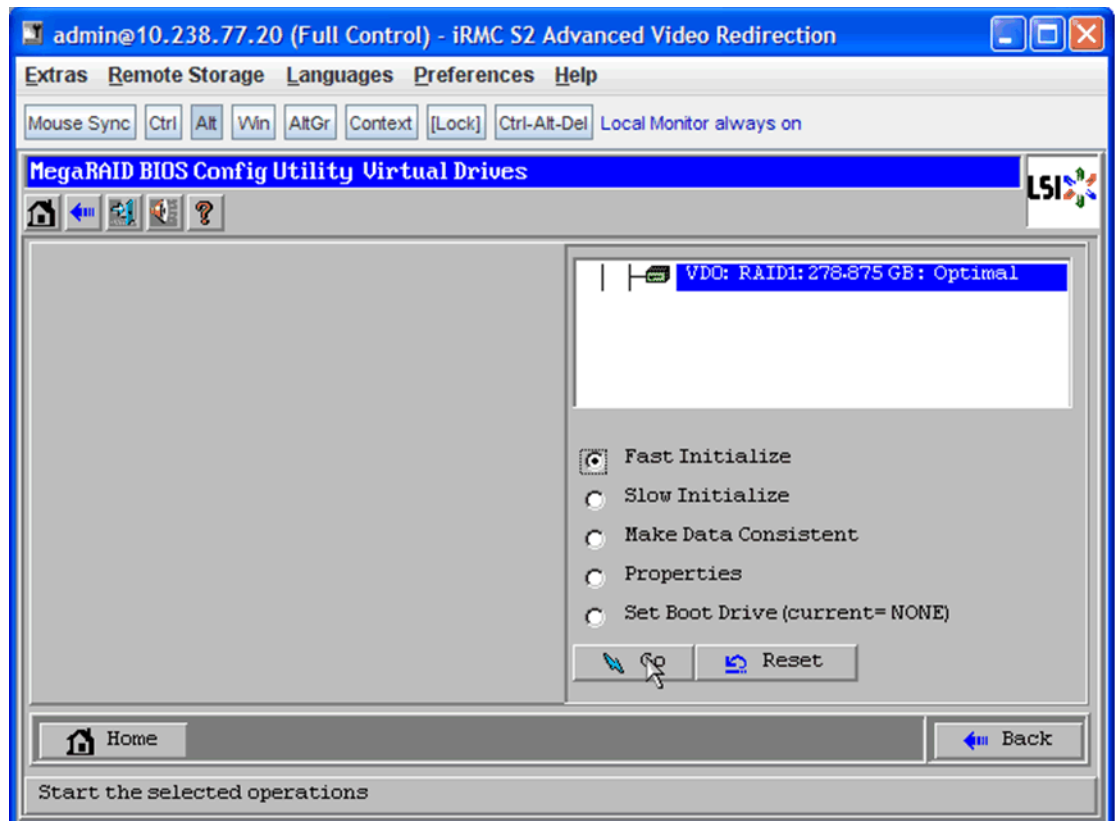 admin@10.238.77.20 (Full Control) - iRMC S2 Advanced Video Redirection
Extras Remote Storage Languages Preferences Help
Mouse Sync Ctrl Alt Win AltGr Context [Lock] Ctrl-Alt-Del Local Monitor always on
MegaRAID BIOS Config Utility Virtual Drives
LSI
VD0: RAID1: 278.875 GB: Optimal
Fast Initialize
Slow Initialize
Make Data Consistent
Properties
Set Boot Drive (current= NONE)
Go Reset
Home Back
Start the selected operations